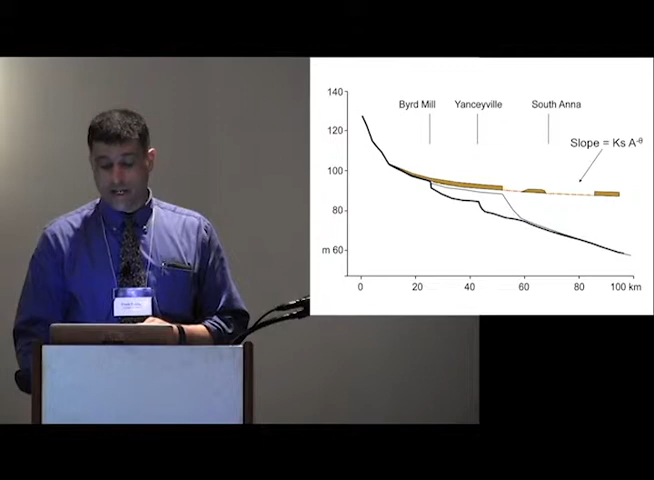 140
120
100
80
m 60
Byrd Mill
Yanceyville
South Anna
Slope = Ks A-θ
0
20
40
60
80
100 km